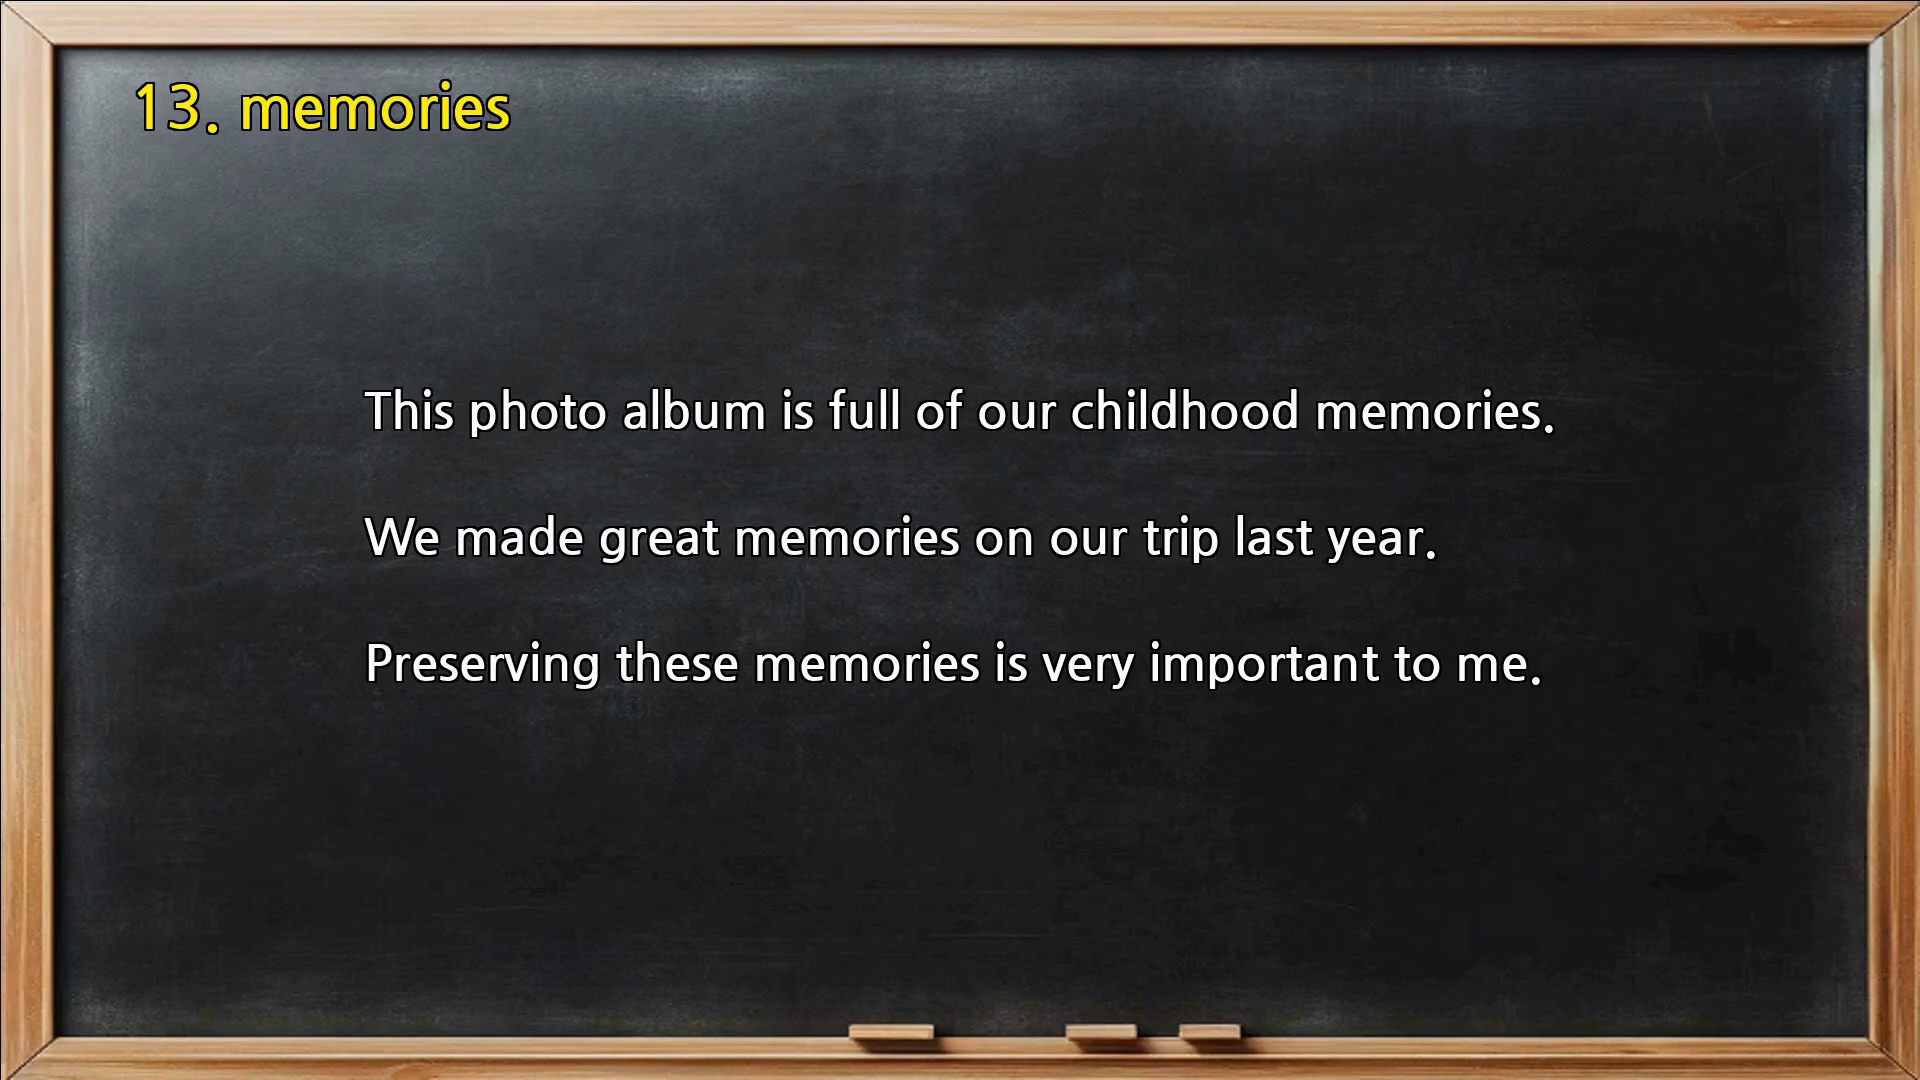 13. memories
This photo album is full of our childhood memories.
We made great memories on our trip last year.
Preserving these memories is very important to me.